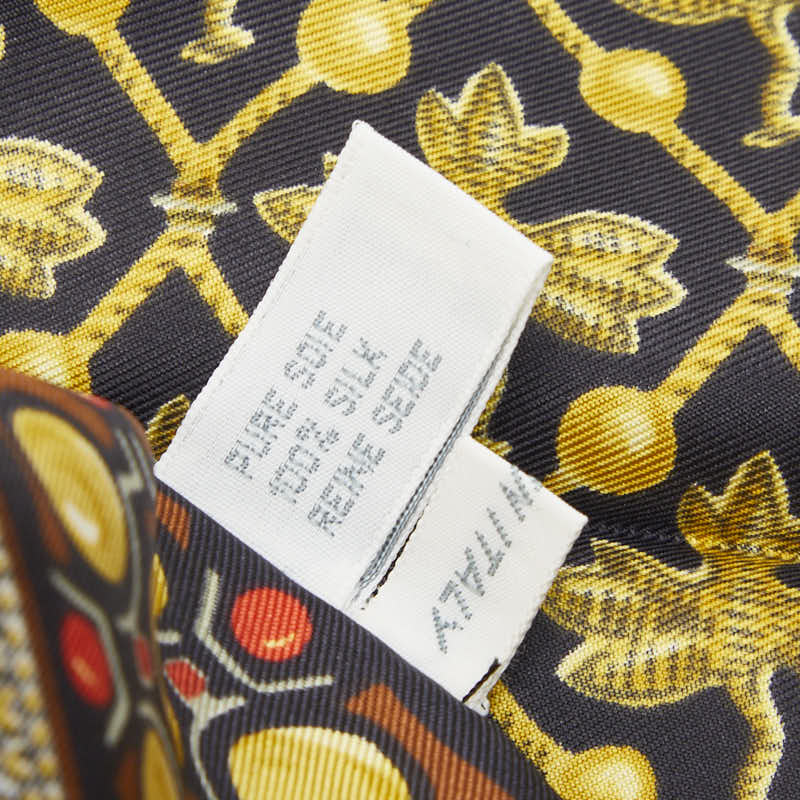 PURE SOIE
100% SILK
REINE SEIDE
ITALY